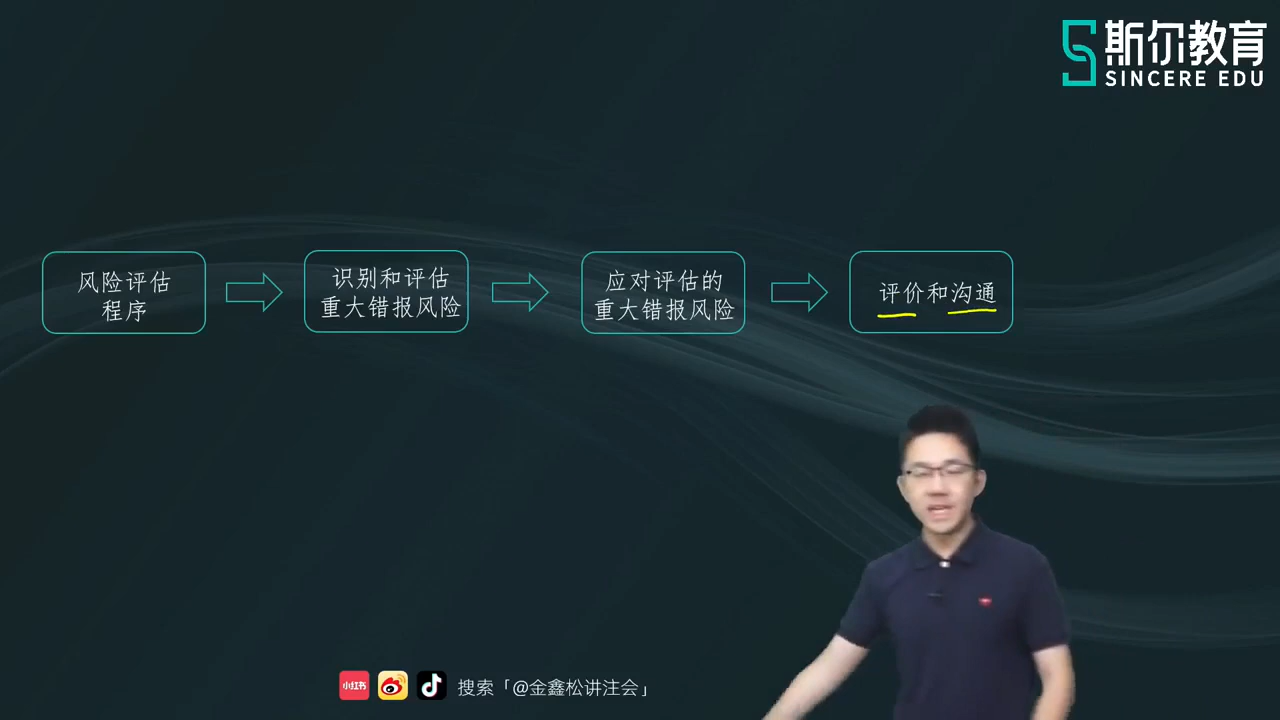 斯尔教育
SINCERE EDU
风险评估
程序
识别和评估
重大错报风险
应对评估的
重大错报风险
评价和沟通
小红书
搜索「@金鑫松讲注会」